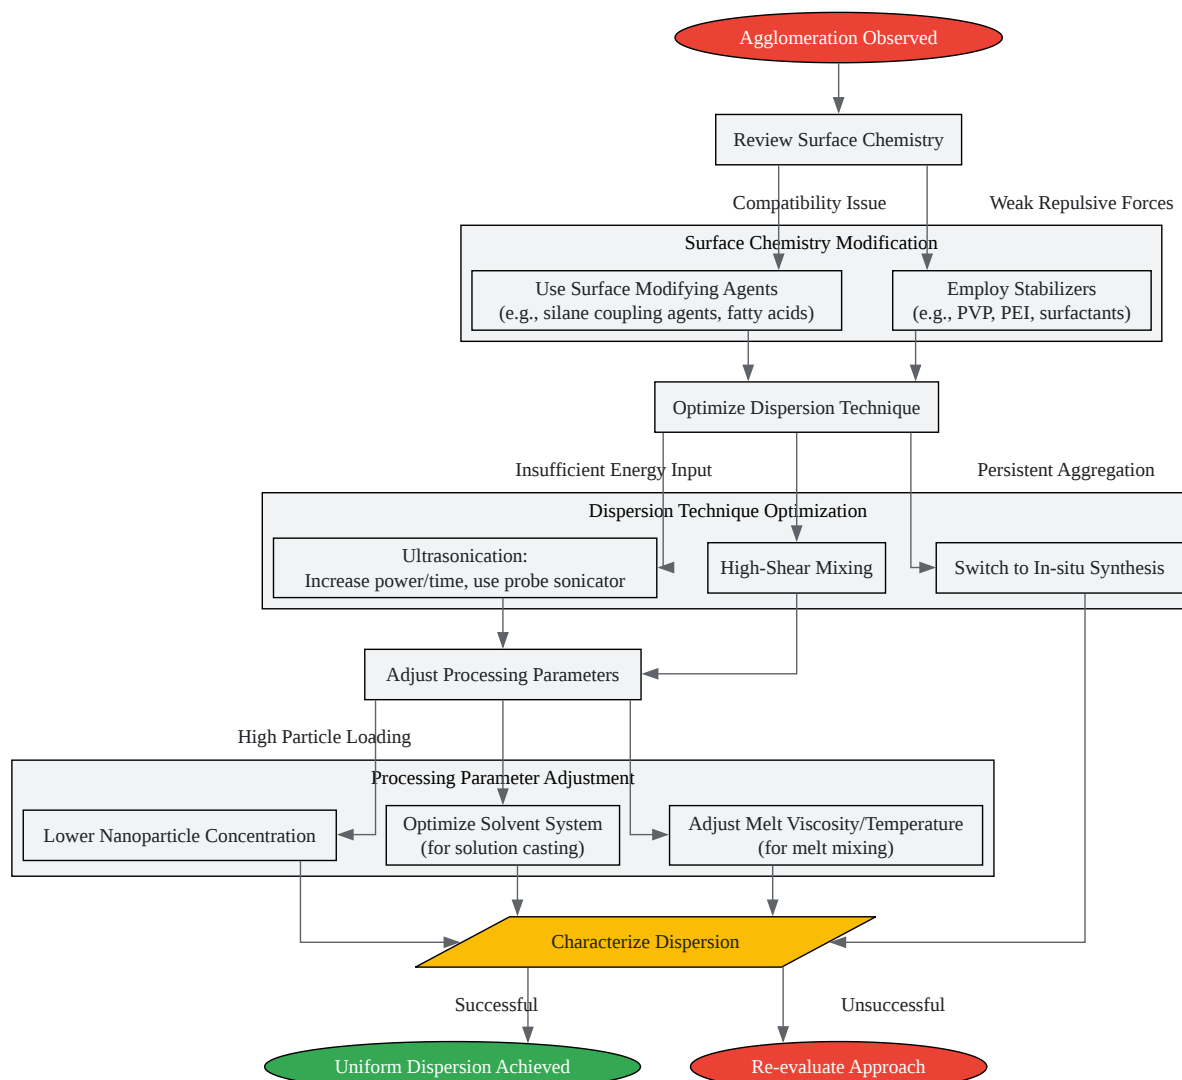 Agglomeration Observed
Review Surface Chemistry
Compatibility Issue
Weak Repulsive Forces
Surface Chemistry Modification
Use Surface Modifying Agents
(e.g., silane coupling agents, fatty acids)
Employ Stabilizers
(e.g., PVP, PEI, surfactants)
Optimize Dispersion Technique
Insufficient Energy Input
Persistent Aggregation
Dispersion Technique Optimization
Ultrasonication:
Increase power/time, use probe sonicator
High-Shear Mixing
Switch to In-situ Synthesis
Adjust Processing Parameters
High Particle Loading
Processing Parameter Adjustment
Lower Nanoparticle Concentration
Optimize Solvent System
(for solution casting)
Adjust Melt Viscosity/Temperature
(for melt mixing)
Characterize Dispersion
Successful
Unsuccessful
Uniform Dispersion Achieved
Re-evaluate Approach